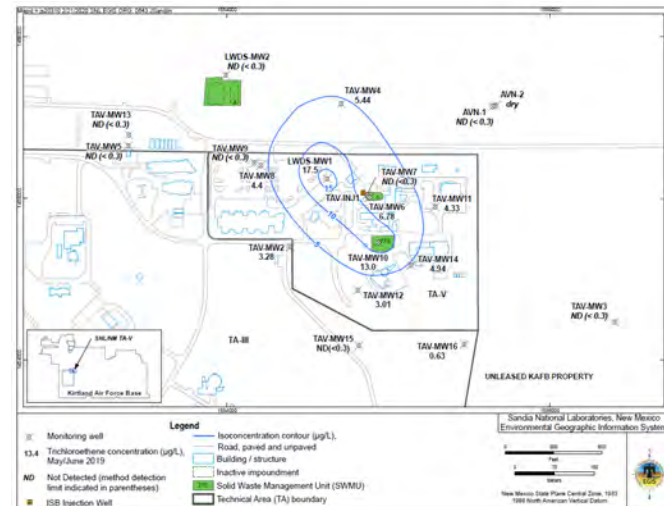 LWDS-MW2
ND (< 0.3)
TAV-MW4
5.44
AVN-2
dry
AVN-1
ND (< 0.3)
TAV-MW13
ND (< 0.3)
TAV-MW5
ND (< 0.3)
TAV-MW9
ND (< 0.3)
TAV-MW8
4.4
LWDS-MW1
17.5
15
TAV-MW7
ND (<0.3)
TAV-INJ1
TAV-MW6
6.78
10
5
TAV-MW11
4.33
TAV-MW2
3.28
TAV-MW10
13.0
TAV-MW14
4.94
TAV-MW12
3.01
TA-V
TAV-MW3
ND (< 0.3)
TA-III
TAV-MW15
ND(<0.3)
TAV-MW16
0.63
UNLEASED KAFB PROPERTY
SNL/NM TA-V
Kirtland Air Force Base
Legend
Monitoring well
13.4 Trichloroethene concentration (µg/L),
May/June 2019
ND Not Detected (method detection
limit indicated in parentheses)
ISB Injection Well
Isoconcentration contour (µg/L),
Road, paved and unpaved
Building / structure
Inactive impoundment
Solid Waste Management Unit (SWMU)
Technical Area (TA) boundary
Sandia National Laboratories, New Mexico
Environmental Geographic Information System
Feet
Meters
New Mexico State Plane Central Zone, 1983
1988 North American Vertical Datum
EGIS